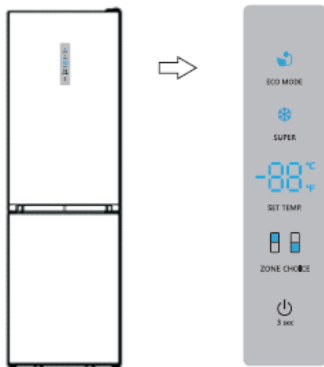 ECO MODE
SUPER
-88 °C
°F
SET TEMP.
ZONE CHOICE
3 sec